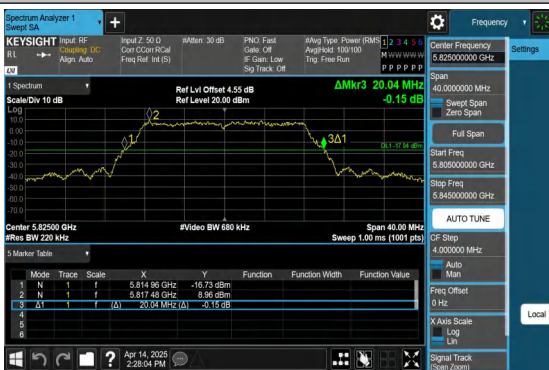 Spectrum Analyzer 1
Swept SA
+
Frequency
KEYSIGHT
RL
Input: RF
Coupling: DC
Align: Auto
Input Z: 50 Ω
Corr CCorr RCal
Freq Ref: Int (S)
#Atten: 30 dB
PNO: Fast
Gate: Off
IF Gain: Low
Sig Track: Off
#Avg Type: Power (RMS
Avg|Hold: 100/100
Trig: Free Run
1 2 3 4 5 6
M W W W W W
P P P P P P
LXI
1 Spectrum
Scale/Div 10 dB
Ref Lvl Offset 4.55 dB
Ref Level 20.00 dBm
ΔMkr3 20.04 MHz
-0.15 dB
Log
10.0
0.00
-10.0
-20.0
-30.0
-40.0
-50.0
-60.0
-70.0
1
2
3Δ1
DL1 -17.04 dBm
Center 5.82500 GHz
#Res BW 220 kHz
#Video BW 680 kHz
Span 40.00 MHz
Sweep 1.00 ms (1001 pts)
5 Marker Table
Mode Trace Scale X Y Function Function Width Function Value
1 N 1 f 5.814 96 GHz -16.73 dBm
2 N 1 f 5.817 48 GHz 8.96 dBm
3 Δ1 1 f (Δ) 20.04 MHz (Δ) -0.15 dB
4
5
6
Apr 14, 2025
2:28:04 PM
Center Frequency
5.825000000 GHz
Settings
Span
40.0000000 MHz
Swept Span
Zero Span
Full Span
Start Freq
5.805000000 GHz
Stop Freq
5.845000000 GHz
AUTO TUNE
CF Step
4.000000 MHz
Auto
Man
Freq Offset
0 Hz
X Axis Scale
Log
Lin
Local
Signal Track
(Span Zoom)